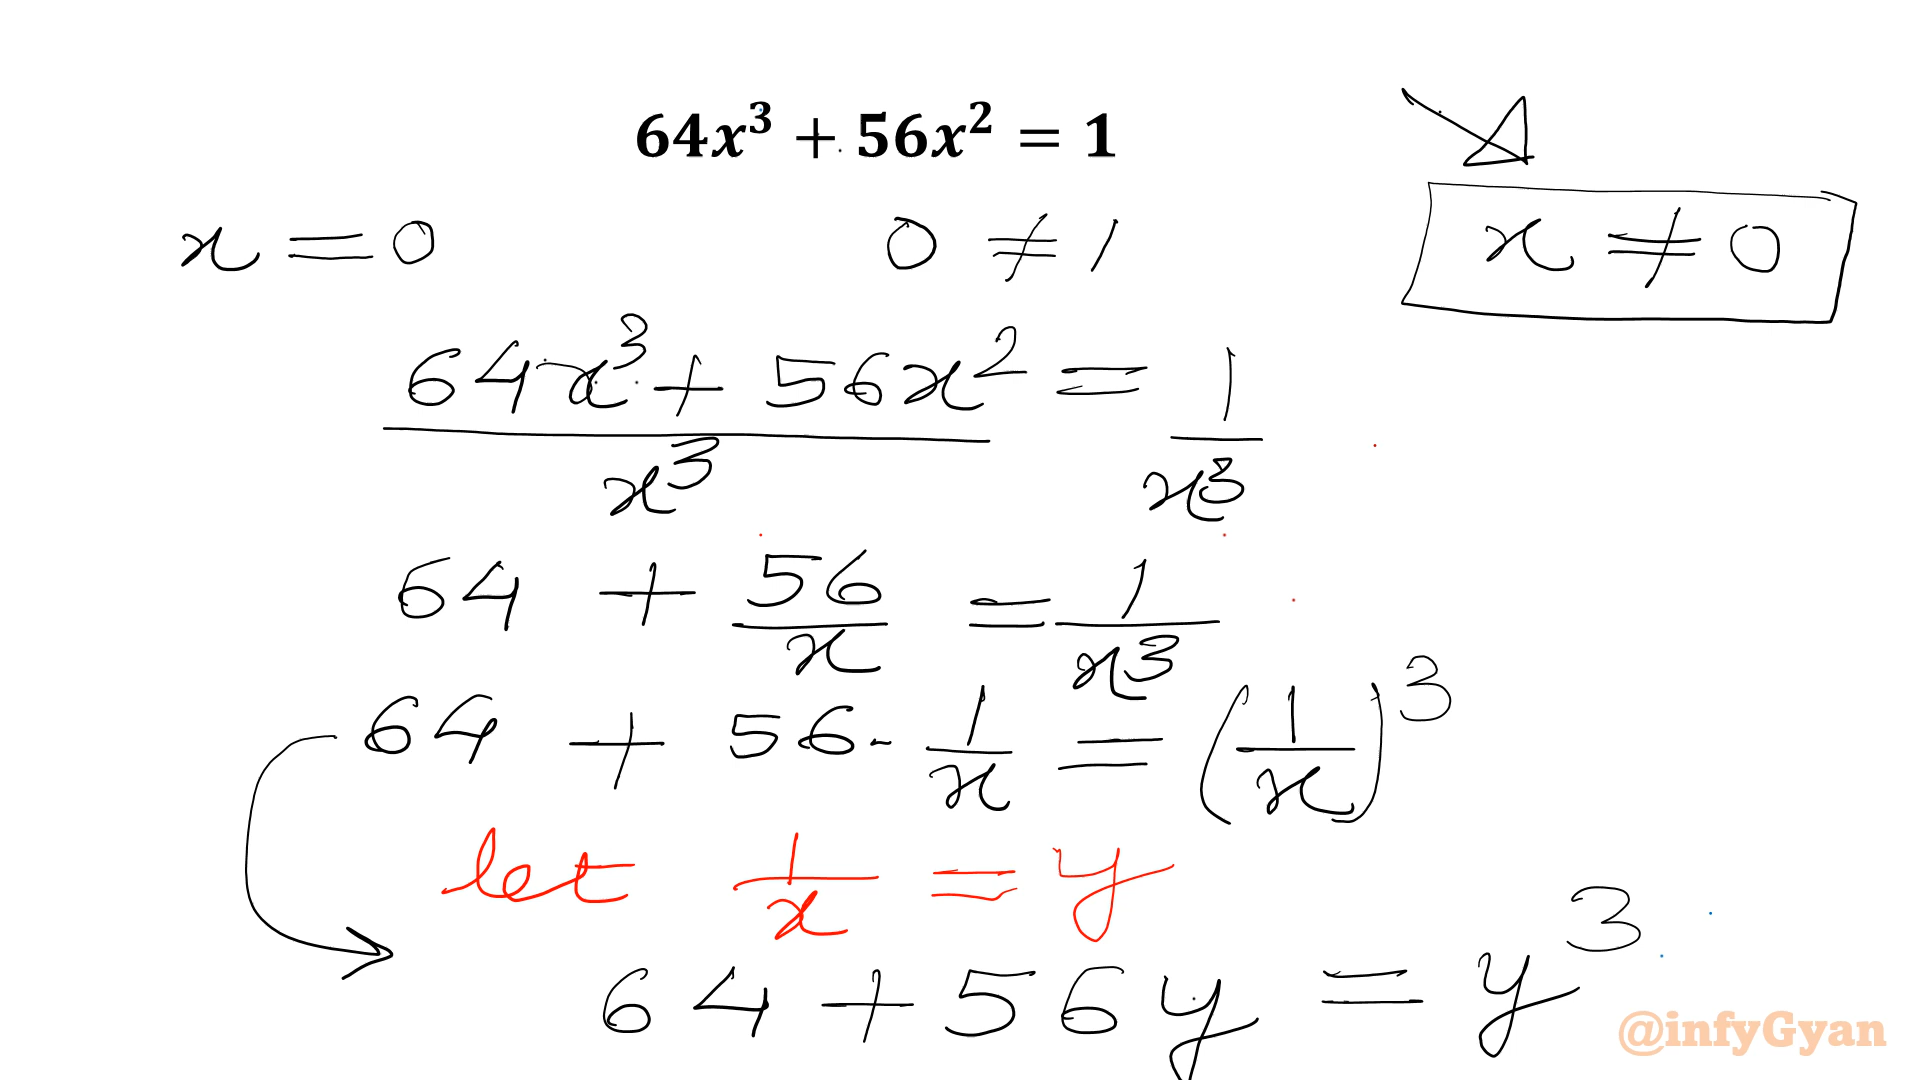 64x³ + 56x² = 1
x = 0 0 ≠ 1 x ≠ 0
(64x³ + 56x²)/x³ = 1/x³
64 + 56/x = 1/x³
64 + 56 · 1/x = (1/x)³
let 1/x = y
64 + 56y = y³
@infyGyan